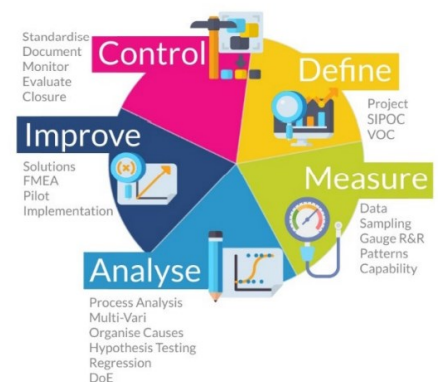 Control
Standardise
Document
Monitor
Evaluate
Closure
Define
Project
SIPOC
VOC
Improve
Solutions
FMEA
Pilot
Implementation
(x)
Measure
Data
Sampling
Gauge R&R
Patterns
Capability
Analyse
Process Analysis
Multi-Vari
Organise Causes
Hypothesis Testing
Regression
DoE